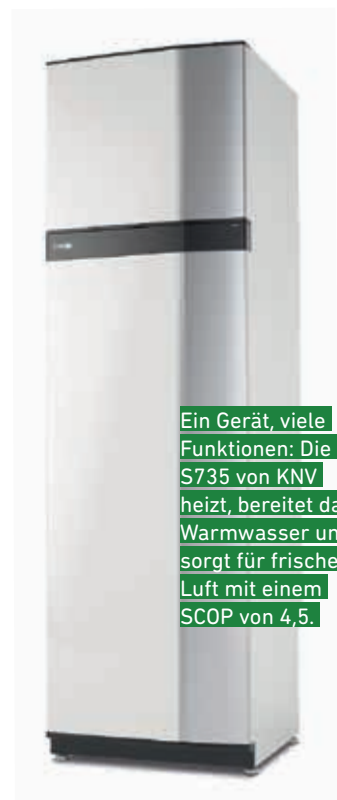 Ein Gerät, viele
Funktionen: Die
S735 von KNV
heizt, bereitet da
Warmwasser un
sorgt für frische
Luft mit einem
SCOP von 4,5.